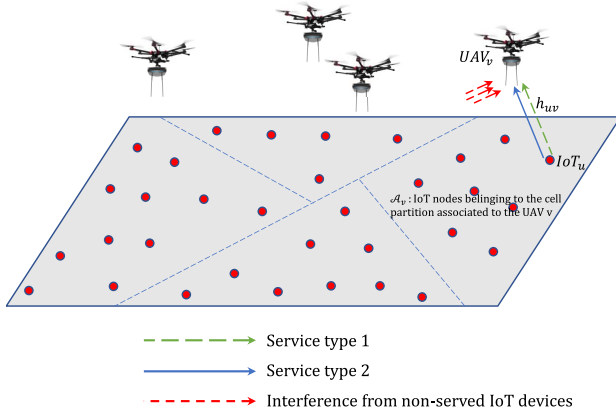 UAV_v
h_uv
IoT_u
𝒜_v : IoT nodes belinging to the cell
partition associated to the UAV v
Service type 1
Service type 2
Interference from non-served IoT devices